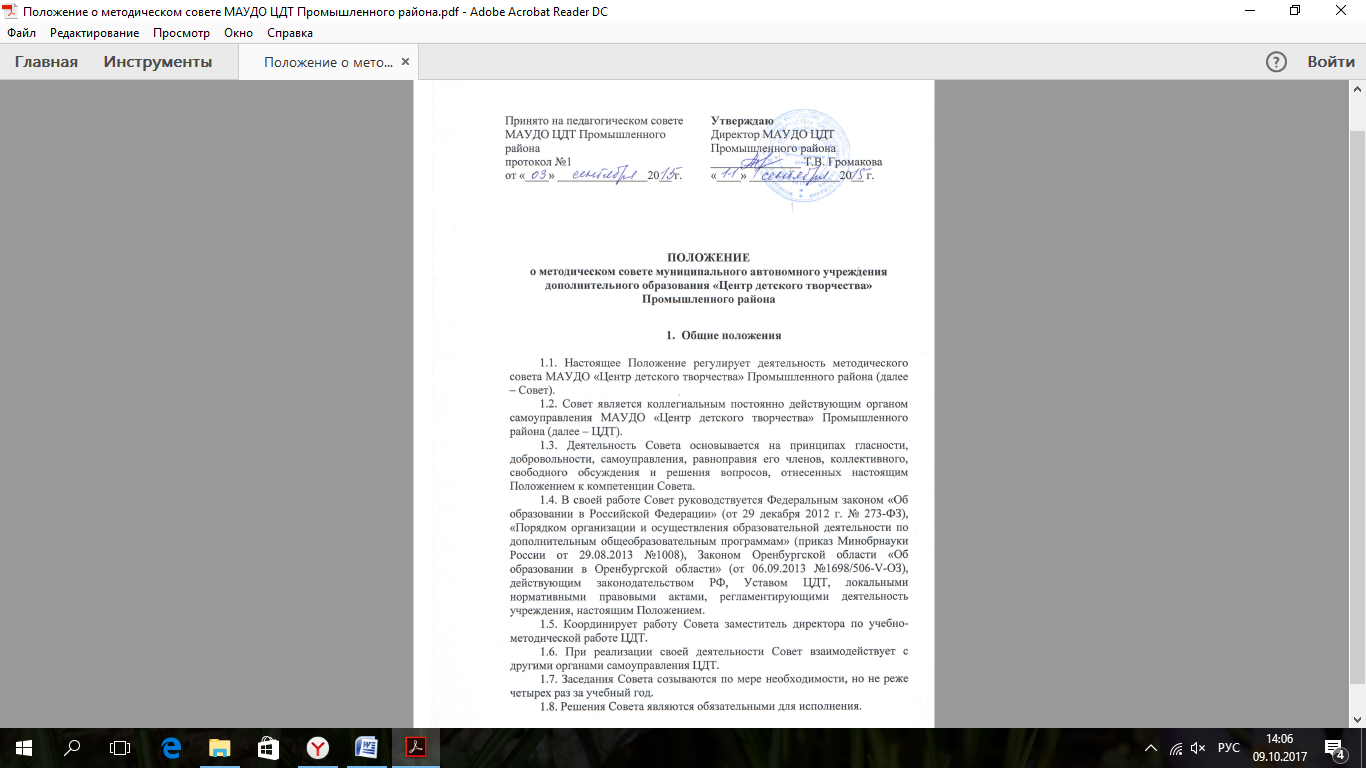 Положение о методическом совете МАУДО ЦДТ Промышленного района.pdf - Adobe Acrobat Reader DC
Файл Редактирование Просмотр Окно Справка
Главная Инструменты Положение о мето... × ? Войти
Принято на педагогическом совете
МАУДО ЦДТ Промышленного
района
протокол №1
от «03» сентября 2015г.
Утверждаю
Директор МАУДО ЦДТ
Промышленного района
Т.В. Громакова
«11» сентября 2015 г.
ПОЛОЖЕНИЕ
о методическом совете муниципального автономного учреждения
дополнительного образования «Центр детского творчества»
Промышленного района
1. Общие положения
1.1. Настоящее Положение регулирует деятельность методического
совета МАУДО «Центр детского творчества» Промышленного района (далее
– Совет).
1.2. Совет является коллегиальным постоянно действующим органом
самоуправления МАУДО «Центр детского творчества» Промышленного
района (далее – ЦДТ).
1.3. Деятельность Совета основывается на принципах гласности,
добровольности, самоуправления, равноправия его членов, коллективного,
свободного обсуждения и решения вопросов, отнесенных настоящим
Положением к компетенции Совета.
1.4. В своей работе Совет руководствуется Федеральным законом «Об
образовании в Российской Федерации» (от 29 декабря 2012 г. № 273-ФЗ),
«Порядком организации и осуществления образовательной деятельности по
дополнительным общеобразовательным программам» (приказ Минобрнауки
России от 29.08.2013 №1008), Законом Оренбургской области «Об
образовании в Оренбургской области» (от 06.09.2013 №1698/506-V-ОЗ),
действующим законодательством РФ, Уставом ЦДТ, локальными
нормативными правовыми актами, регламентирующими деятельность
учреждения, настоящим Положением.
1.5. Координирует работу Совета заместитель директора по учебно-
методической работе ЦДТ.
1.6. При реализации своей деятельности Совет взаимодействует с
другими органами самоуправления ЦДТ.
1.7. Заседания Совета созываются по мере необходимости, но не реже
четырех раз за учебный год.
1.8. Решения Совета являются обязательными для исполнения.
РУС
14:06
09.10.2017
4